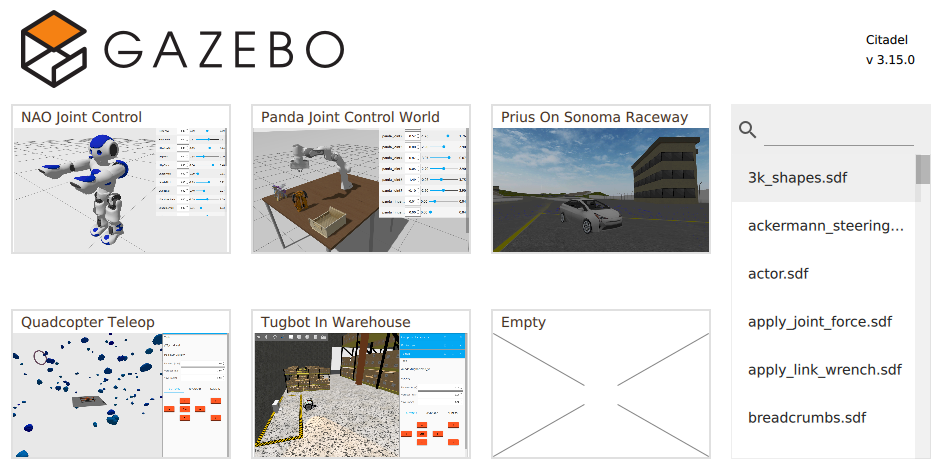 GAZEBO
Citadel
v 3.15.0
NAO Joint Control
Panda Joint Control World
Prius On Sonoma Raceway
Quadcopter Teleop
Tugbot In Warehouse
Empty
3k_shapes.sdf
ackermann_steering...
actor.sdf
apply_joint_force.sdf
apply_link_wrench.sdf
breadcrumbs.sdf